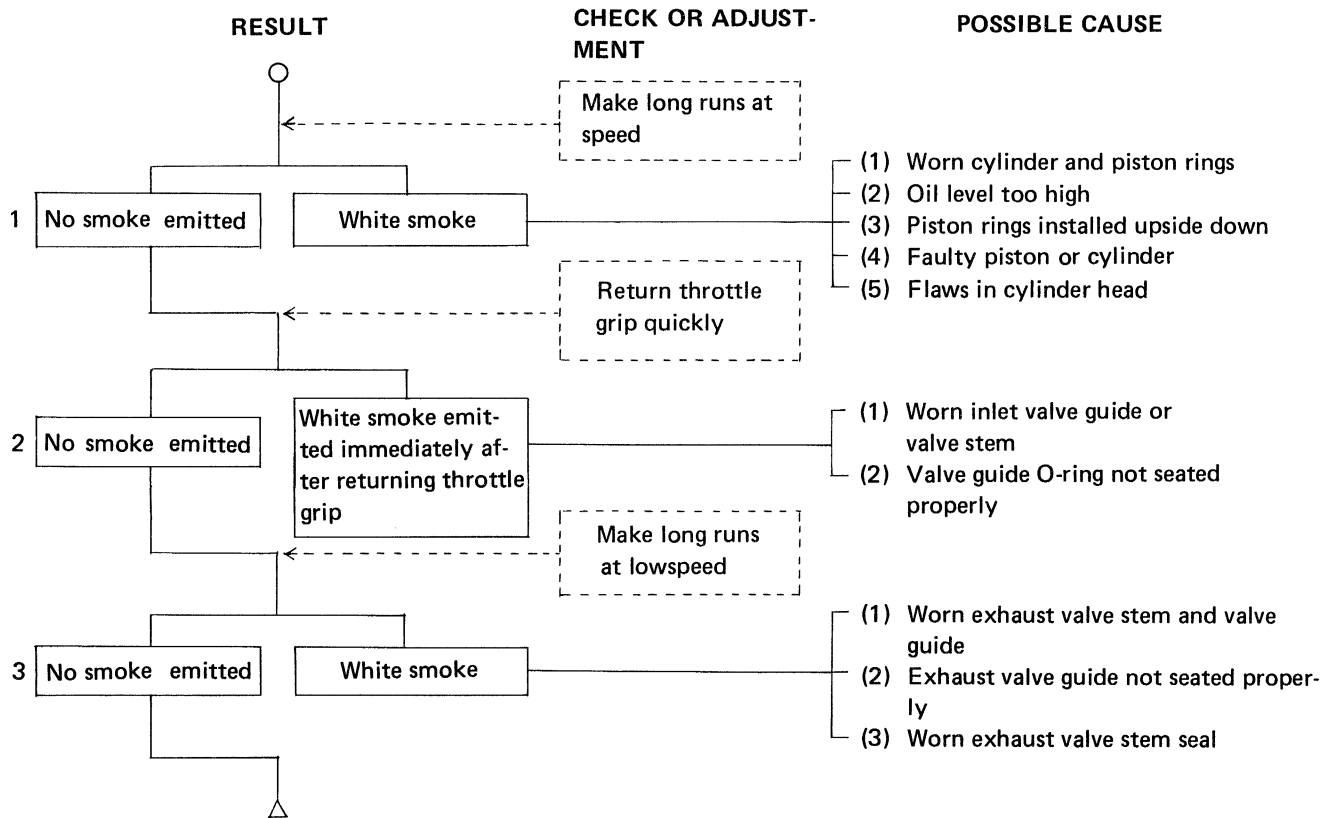 RESULT
CHECK OR ADJUST-
MENT
POSSIBLE CAUSE
Make long runs at
speed
1
No smoke emitted
White smoke
(1) Worn cylinder and piston rings
(2) Oil level too high
(3) Piston rings installed upside down
(4) Faulty piston or cylinder
(5) Flaws in cylinder head
Return throttle
grip quickly
2
No smoke emitted
White smoke emit-
ted immediately af-
ter returning throttle
grip
(1) Worn inlet valve guide or
valve stem
(2) Valve guide O-ring not seated
properly
Make long runs
at lowspeed
3
No smoke emitted
White smoke
(1) Worn exhaust valve stem and valve
guide
(2) Exhaust valve guide not seated proper-
ly
(3) Worn exhaust valve stem seal